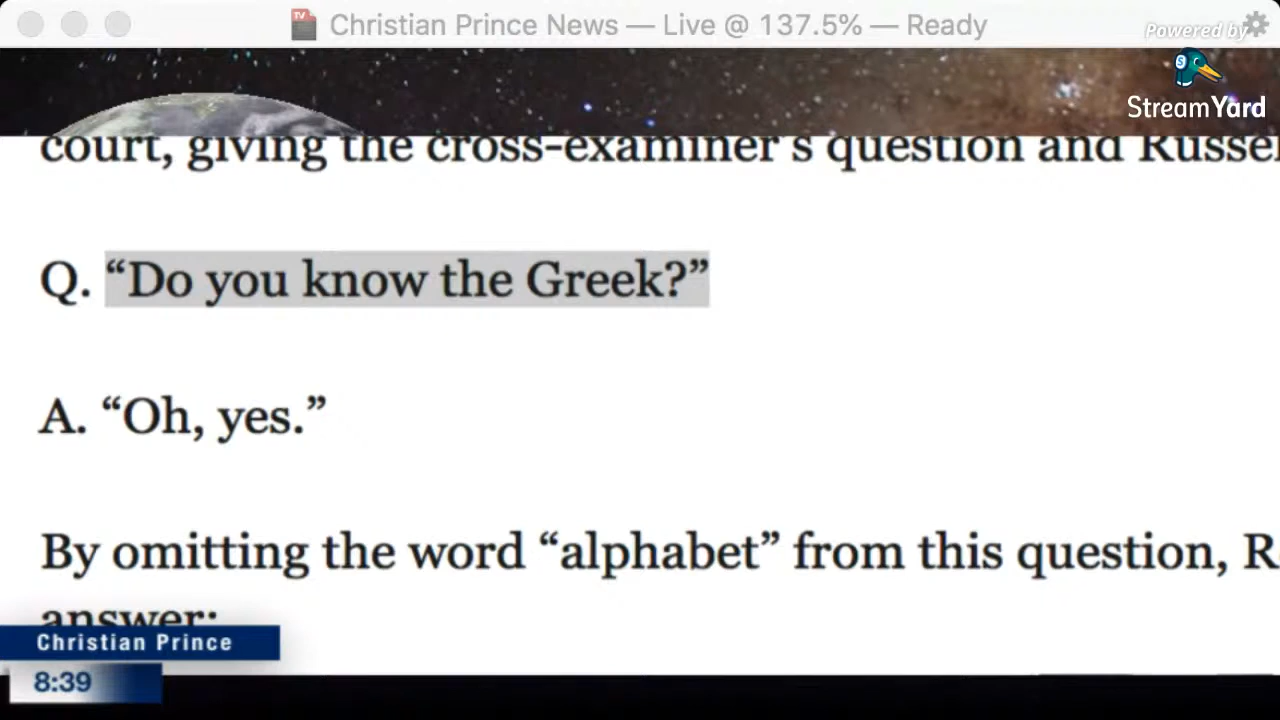 Christian Prince News — Live @ 137.5% — Ready
Powered by
StreamYard
court, giving the cross-examiner's question and Russel
Q. “Do you know the Greek?”
A. “Oh, yes.”
By omitting the word “alphabet” from this question, R
answer:
Christian Prince
8:39